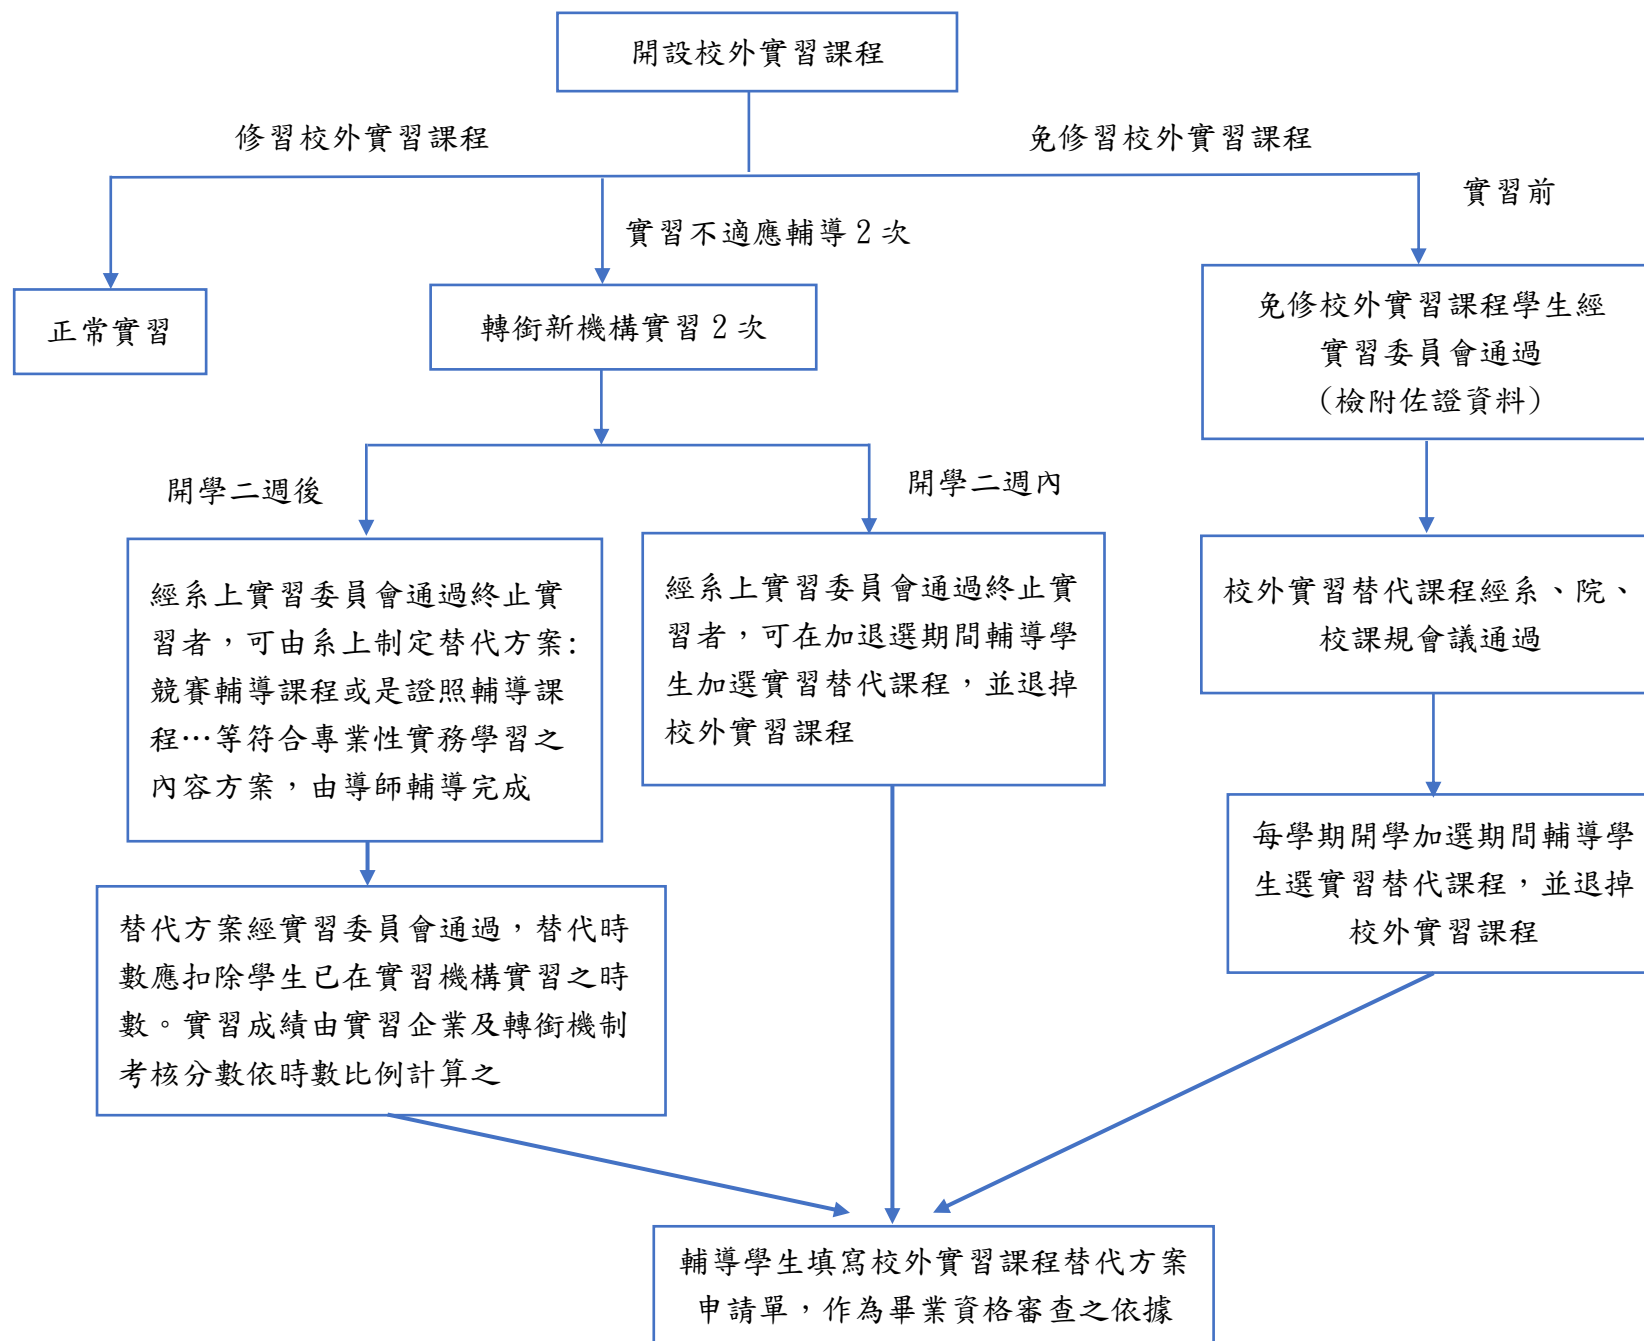 開設校外實習課程
修習校外實習課程
免修習校外實習課程
實習前
實習不適應輔導 2 次
正常實習
轉銜新機構實習 2 次
免修校外實習課程學生經
實習委員會通過
(檢附佐證資料)
開學二週後
開學二週內
經系上實習委員會通過終止實
習者，可由系上制定替代方案:
競賽輔導課程或是證照輔導課
程…等符合專業性實務學習之
內容方案，由導師輔導完成
經系上實習委員會通過終止實
習者，可在加退選期間輔導學
生加選實習替代課程，並退掉
校外實習課程
校外實習替代課程經系、院、
校課規會議通過
每學期開學加選期間輔導學
生選實習替代課程，並退掉
校外實習課程
替代方案經實習委員會通過，替代時
數應扣除學生已在實習機構實習之時
數。實習成績由實習企業及轉銜機制
考核分數依時數比例計算之
輔導學生填寫校外實習課程替代方案
申請單，作為畢業資格審查之依據